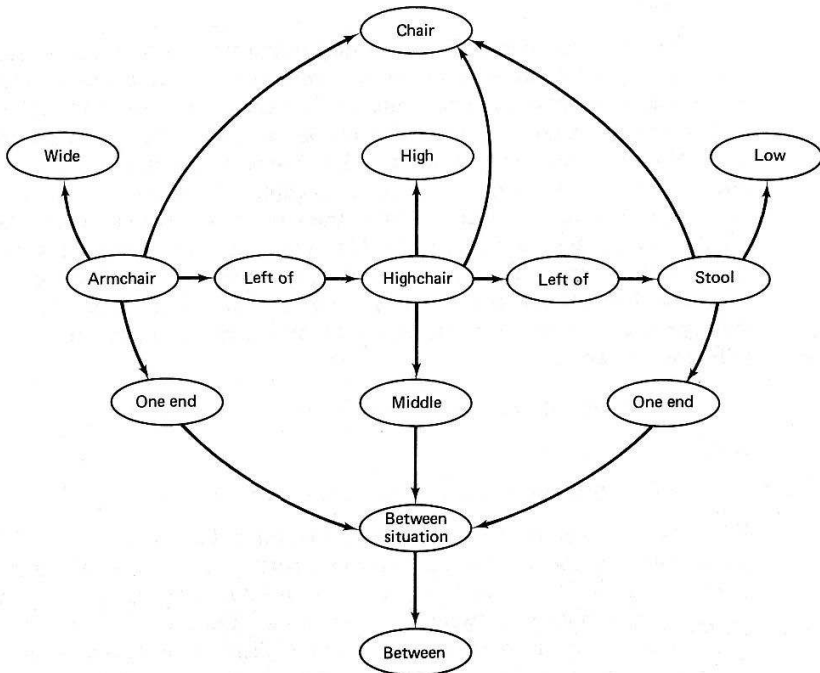 Chair
Wide
High
Low
Armchair
Left of
Highchair
Left of
Stool
One end
Middle
One end
Between
situation
Between